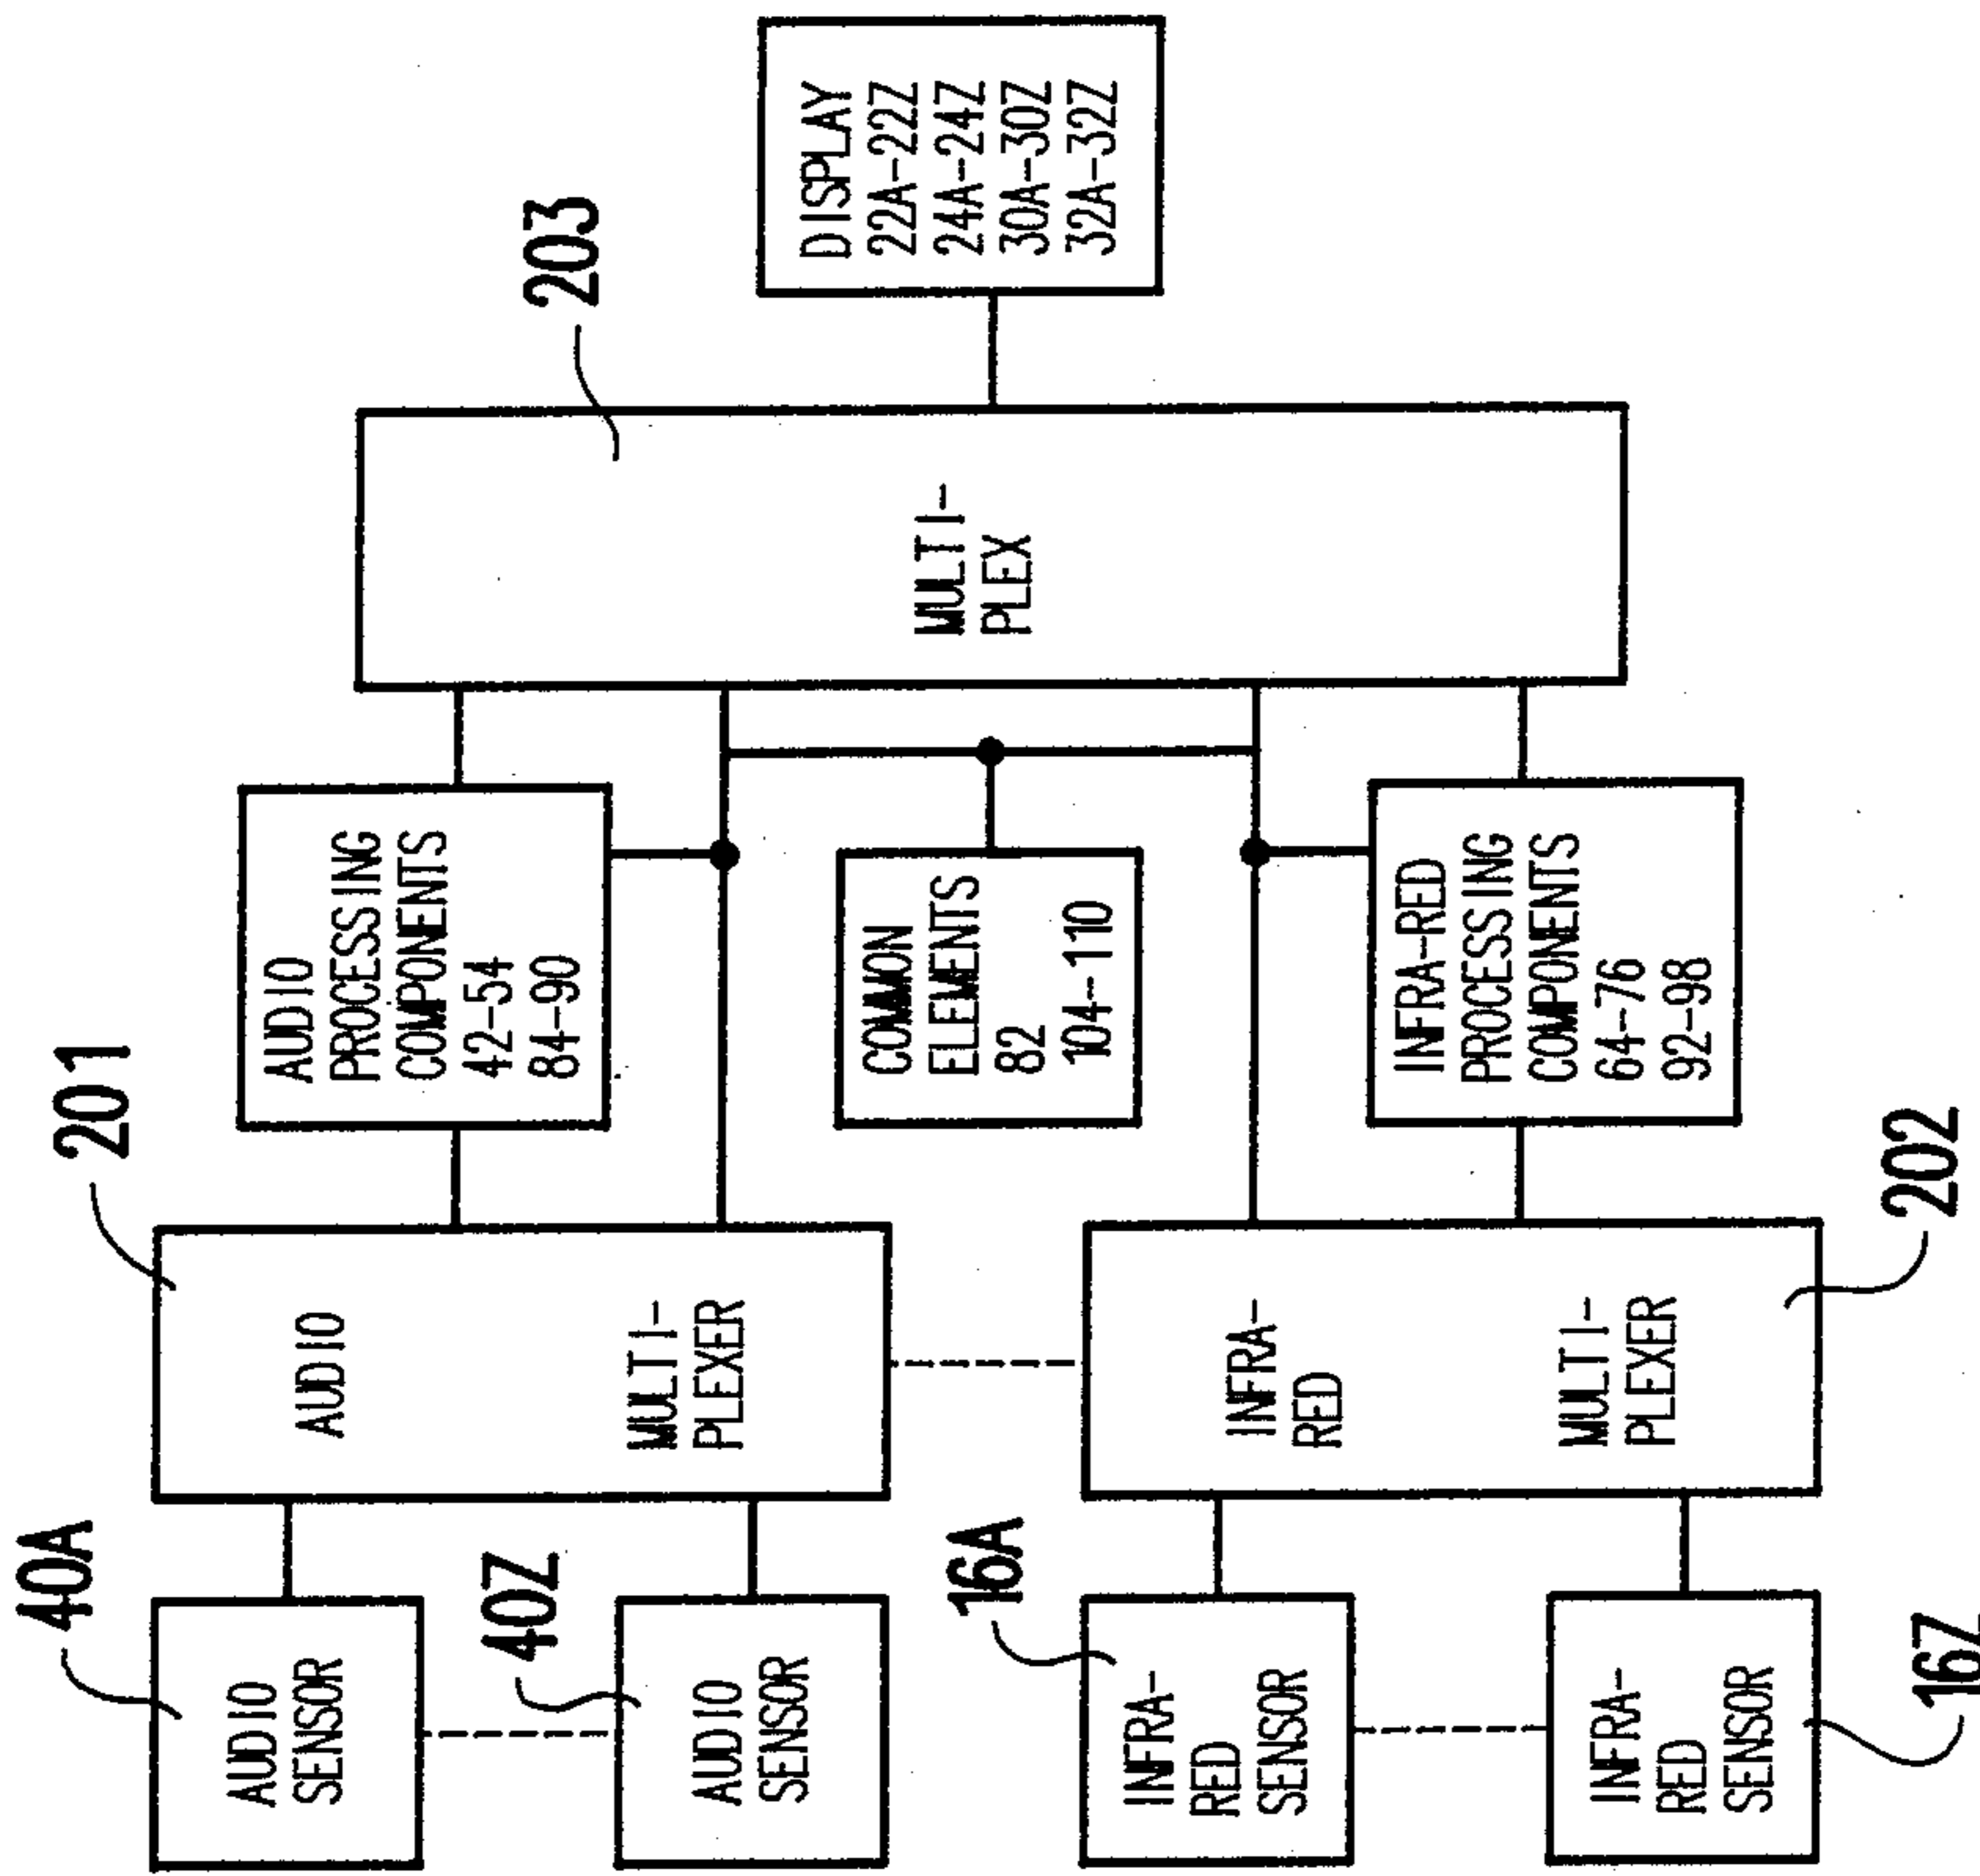 40A
AUDIO
SENSOR
40Z
AUDIO
SENSOR
16A
INFRA-
RED
SENSOR
16Z
INFRA-
RED
SENSOR
201
AUDIO
MULTI-
PLEXER
202
INFRA-
RED
MULTI-
PLEXER
AUDIO
PROCESSING
COMPONENTS
42-54
84-90
COMMON
ELEMENTS
82
104-110
INFRA-RED
PROCESSING
COMPONENTS
64-76
92-98
203
MULTI-
PLEX
DISPLAY
22A-22Z
24A-24Z
30A-30Z
32A-32Z